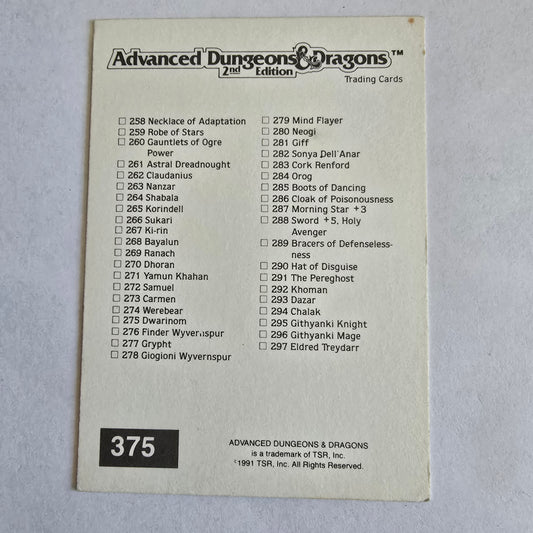 Advanced Dungeons & Dragons™
2nd Edition
Trading Cards
☐ 258 Necklace of Adaptation
☐ 259 Robe of Stars
☐ 260 Gauntlets of Ogre
Power
☐ 261 Astral Dreadnought
☐ 262 Claudanius
☐ 263 Nanzar
☐ 264 Shabala
☐ 265 Korindell
☐ 266 Sukari
☐ 267 Ki-rin
☐ 268 Bayalun
☐ 269 Ranach
☐ 270 Dhoran
☐ 271 Yamun Khahan
☐ 272 Samuel
☐ 273 Carmen
☐ 274 Werebear
☐ 275 Dwarinom
☐ 276 Finder Wyvernspur
☐ 277 Grypht
☐ 278 Giogioni Wyvernspur
☐ 279 Mind Flayer
☐ 280 Neogi
☐ 281 Giff
☐ 282 Sonya Dell'Anar
☐ 283 Cork Renford
☐ 284 Orog
☐ 285 Boots of Dancing
☐ 286 Cloak of Poisonousness
☐ 287 Morning Star +3
☐ 288 Sword +5, Holy
Avenger
☐ 289 Bracers of Defenseless-
ness
☐ 290 Hat of Disguise
☐ 291 The Pereghost
☐ 292 Khoman
☐ 293 Dazar
☐ 294 Chalak
☐ 295 Githyanki Knight
☐ 296 Githyanki Mage
☐ 297 Eldred Treydarr
375
ADVANCED DUNGEONS & DRAGONS
is a trademark of TSR, Inc.
©1991 TSR, Inc. All Rights Reserved.